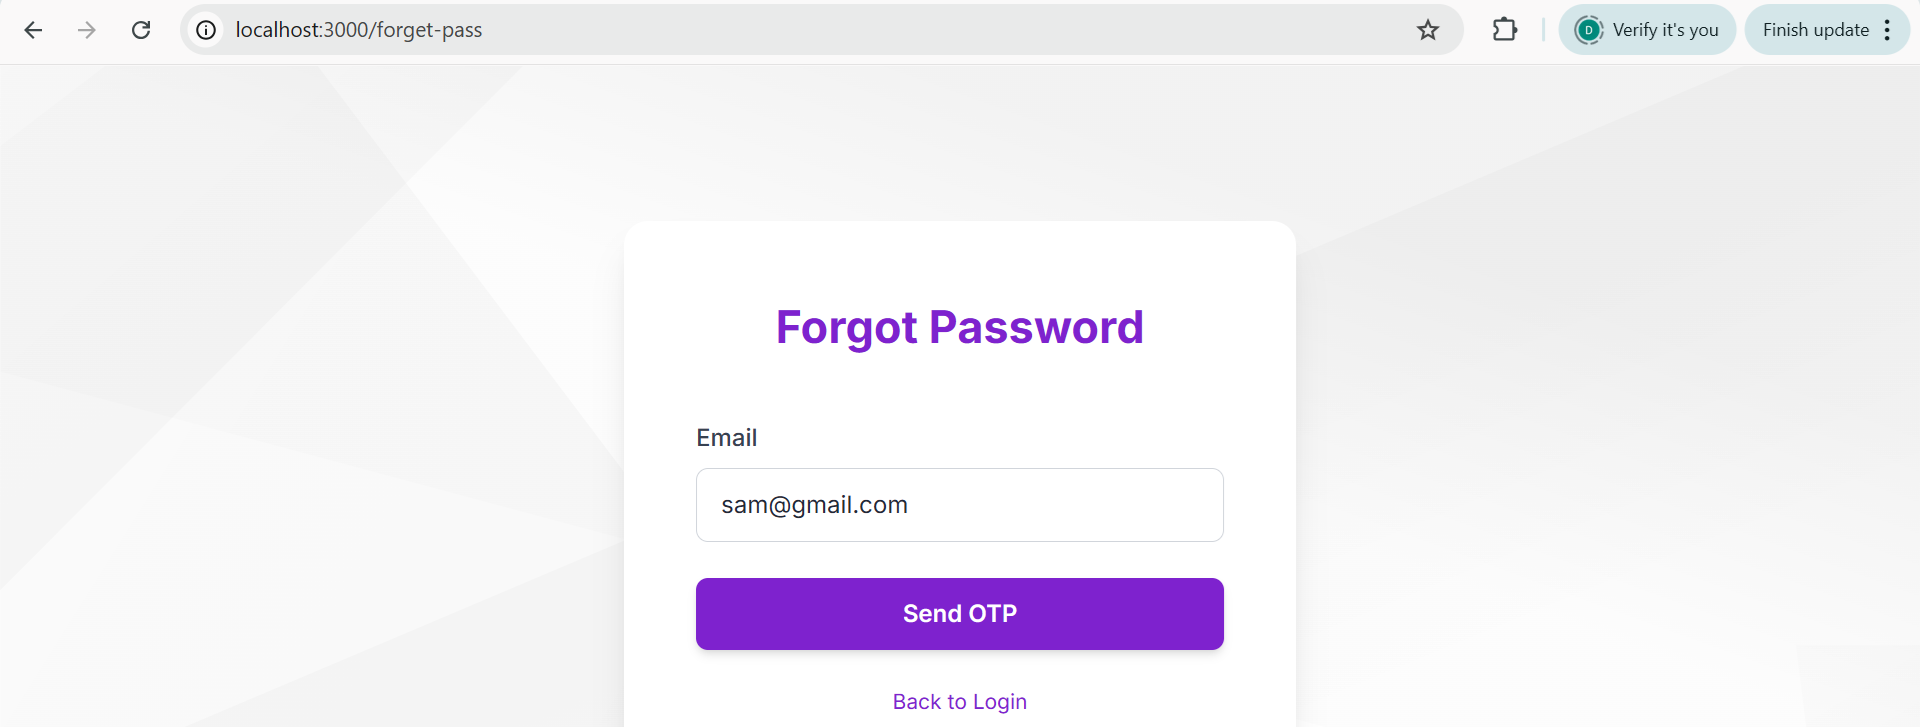 localhost:3000/forget-pass
D
Verify it's you
Finish update
Forgot Password
Email
sam@gmail.com
Send OTP
Back to Login